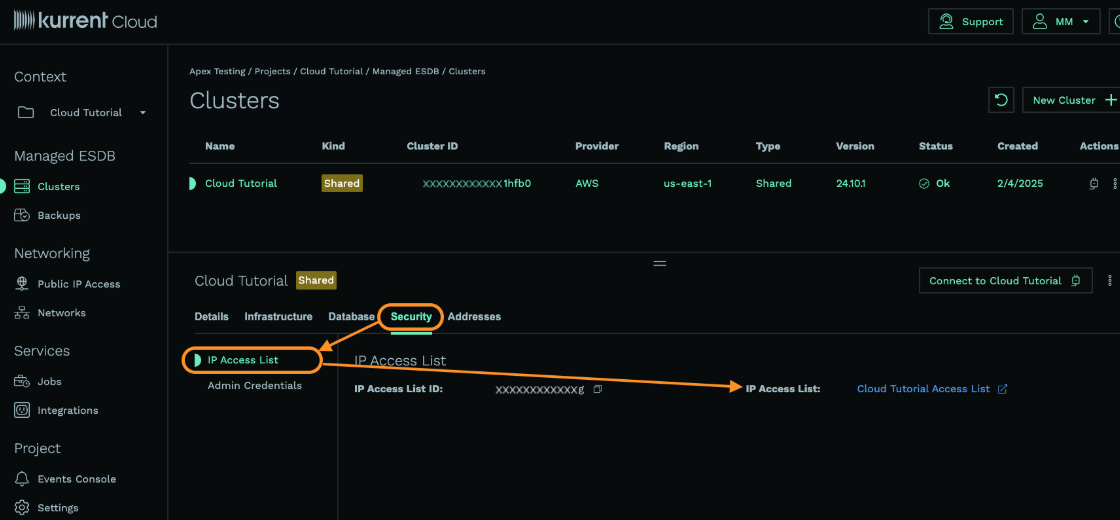 kurrent Cloud
Support
MM
Context
Cloud Tutorial
Managed ESDB
Clusters
Backups
Networking
Public IP Access
Networks
Services
Jobs
Integrations
Project
Events Console
Settings
Apex Testing / Projects / Cloud Tutorial / Managed ESDB / Clusters
Clusters
New Cluster
Name Kind Cluster ID Provider Region Type Version Status Created Actions
Cloud Tutorial Shared XXXXXXXXXXXX1hfb0 AWS us-east-1 Shared 24.10.1 Ok 2/4/2025
Cloud Tutorial Shared
Connect to Cloud Tutorial
Details Infrastructure Database Security Addresses
IP Access List
Admin Credentials
IP Access List
IP Access List ID: xxxxxxxxxxxxg IP Access List: Cloud Tutorial Access List